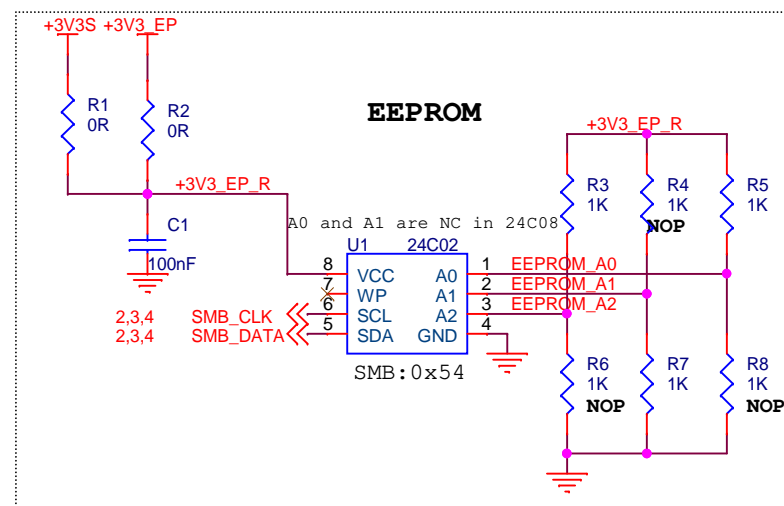 +3V3S +3V3_EP
R1
0R
R2
0R
EEPROM
+3V3_EP_R
+3V3_EP_R
R3
1K
R4
1K
NOP
R5
1K
C1
100nF
A0 and A1 are NC in 24C08
U1 24C02
8 VCC A0 1 EEPROM_A0
7 WP A1 2 EEPROM_A1
6 SCL A2 3 EEPROM_A2
5 SDA GND 4
2,3,4 SMB_CLK
2,3,4 SMB_DATA
SMB:0x54
R6
1K
NOP
R7
1K
R8
1K
NOP